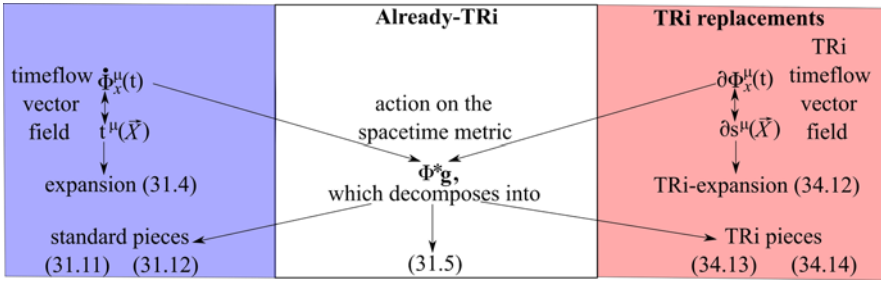 Already-TRi
TRi replacements
timeflow
vector
field
Φ̇ᵘₓ(t)
tᵘ(X⃗)
expansion (31.4)
standard pieces
(31.11) (31.12)
action on the
spacetime metric
Φ*g,
which decomposes into
(31.5)
TRi
timeflow
vector
field
∂Φᵘₓ(t)
∂sᵘ(X⃗)
TRi-expansion (34.12)
TRi pieces
(34.13) (34.14)